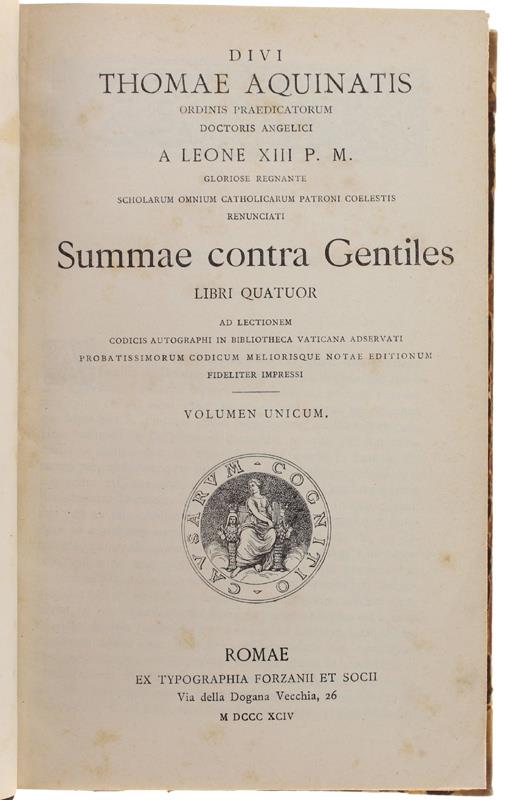 DIVI
THOMAE AQUINATIS
ORDINIS PRAEDICATORUM
DOCTORIS ANGELICI
A LEONE XIII P. M.
GLORIOSE REGNANTE
SCHOLARUM OMNIUM CATHOLICARUM PATRONI COELESTIS
RENUNCIATI
Summae contra Gentiles
LIBRI QUATUOR
AD LECTIONEM
CODICIS AUTOGRAPHI IN BIBLIOTHECA VATICANA ADSERVATI
PROBATISSIMORUM CODICUM MELIORISQUE NOTAE EDITIONUM
FIDELITER IMPRESSI
VOLUMEN UNICUM.
CAVSARVM - COGNITIO
ROMAE
EX TYPOGRAPHIA FORZANII ET SOCII
Via della Dogana Vecchia, 26
M DCCC XCIV